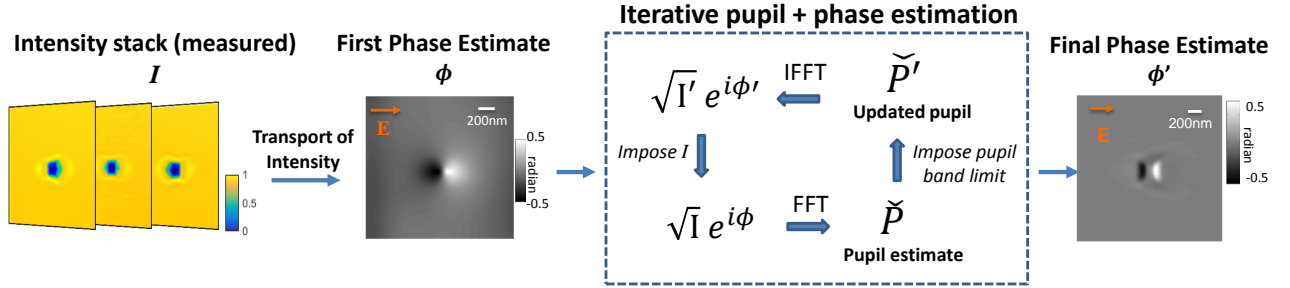 Iterative pupil + phase estimation
Intensity stack (measured)
I
First Phase Estimate
ϕ
Final Phase Estimate
ϕ’
1
0.5
0
Transport of
Intensity
E
200nm
0.5
radian
-0.5
√I′ e^{iϕ′}
IFFT
P̌′
Updated pupil
Impose I
Impose pupil
band limit
√I e^{iϕ}
FFT
P̌
Pupil estimate
E
200nm
0.5
radian
-0.5